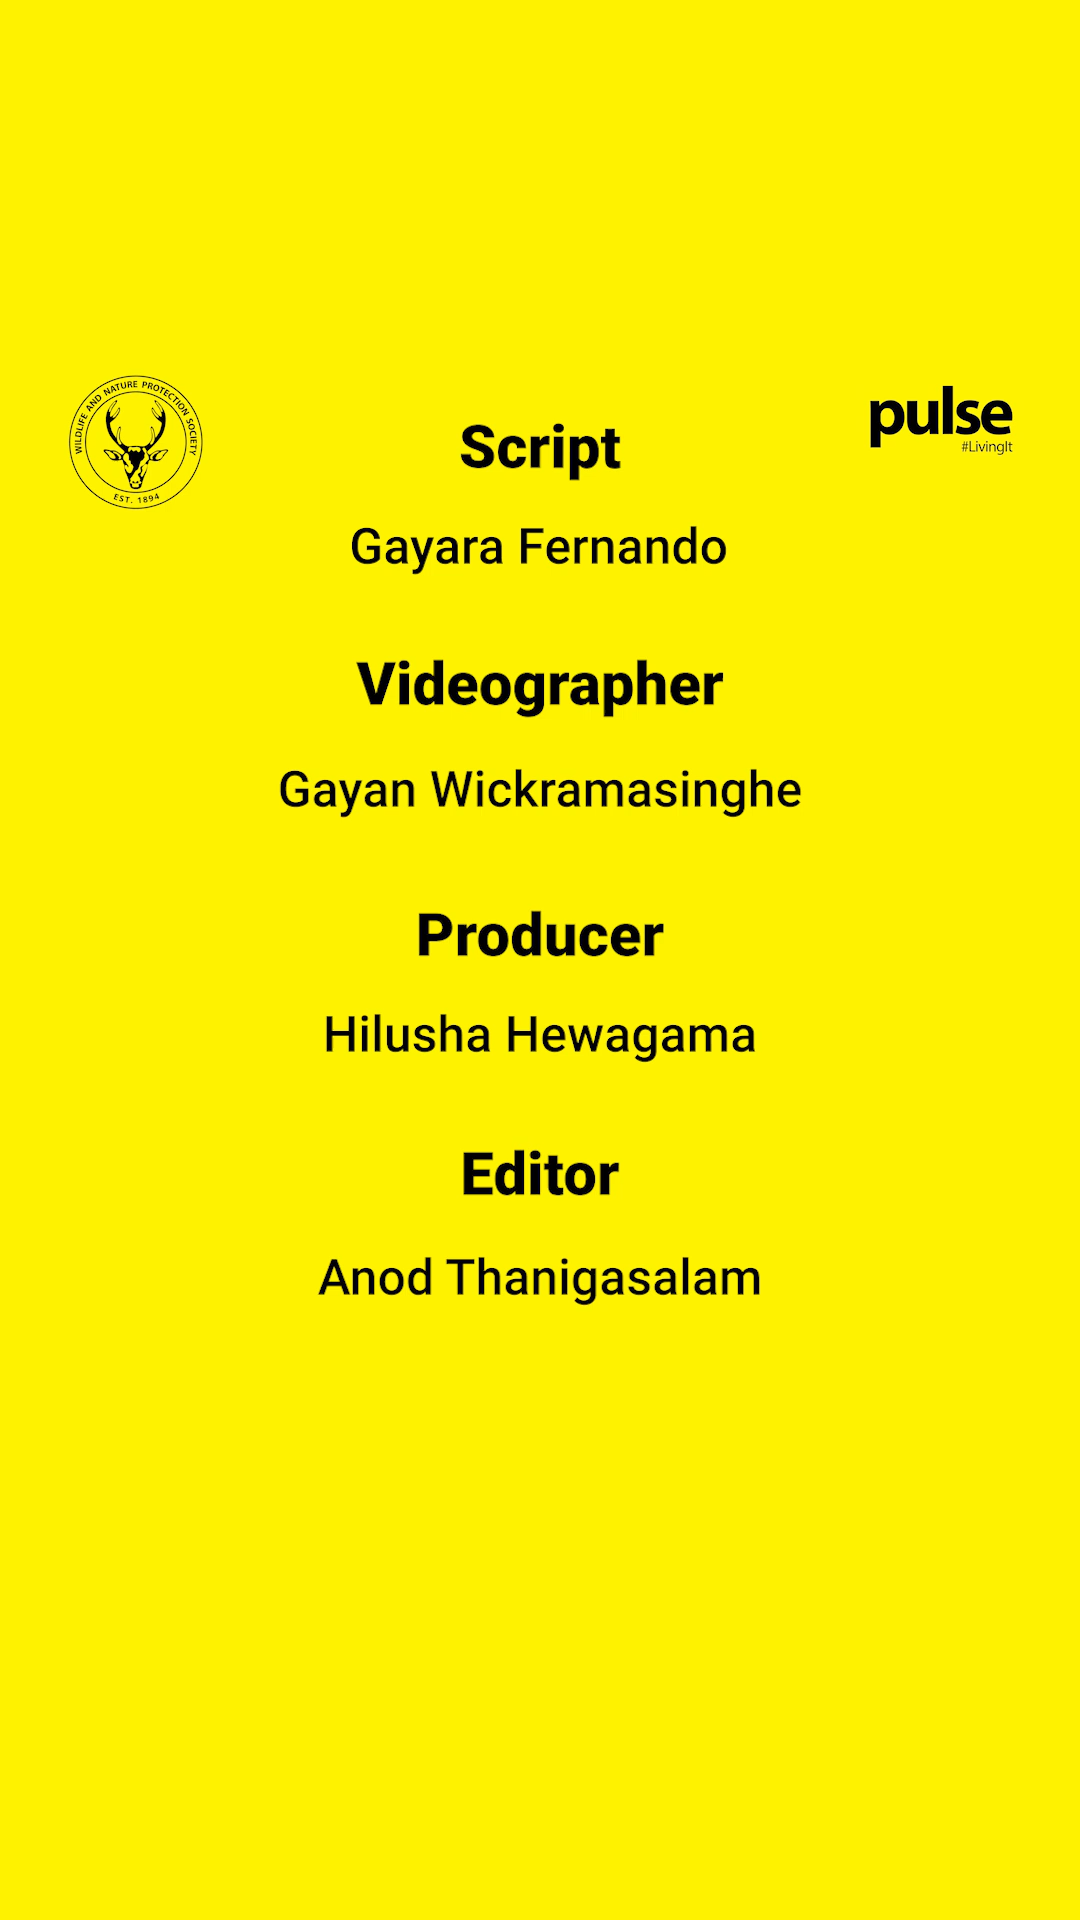 WILDLIFE AND NATURE PROTECTION SOCIETY
EST. 1894
pulse
#LivingIt
Script
Gayara Fernando
Videographer
Gayan Wickramasinghe
Producer
Hilusha Hewagama
Editor
Anod Thanigasalam